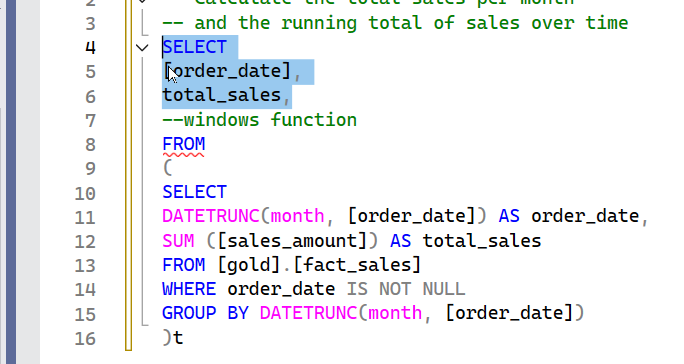 2 Calculate the total sales per month
3 -- and the running total of sales over time
4 SELECT
5 [order_date],
6 total_sales,
7 --windows function
8 FROM
9 (
10 SELECT
11 DATETRUNC(month, [order_date]) AS order_date,
12 SUM ([sales_amount]) AS total_sales
13 FROM [gold].[fact_sales]
14 WHERE order_date IS NOT NULL
15 GROUP BY DATETRUNC(month, [order_date])
16 )t